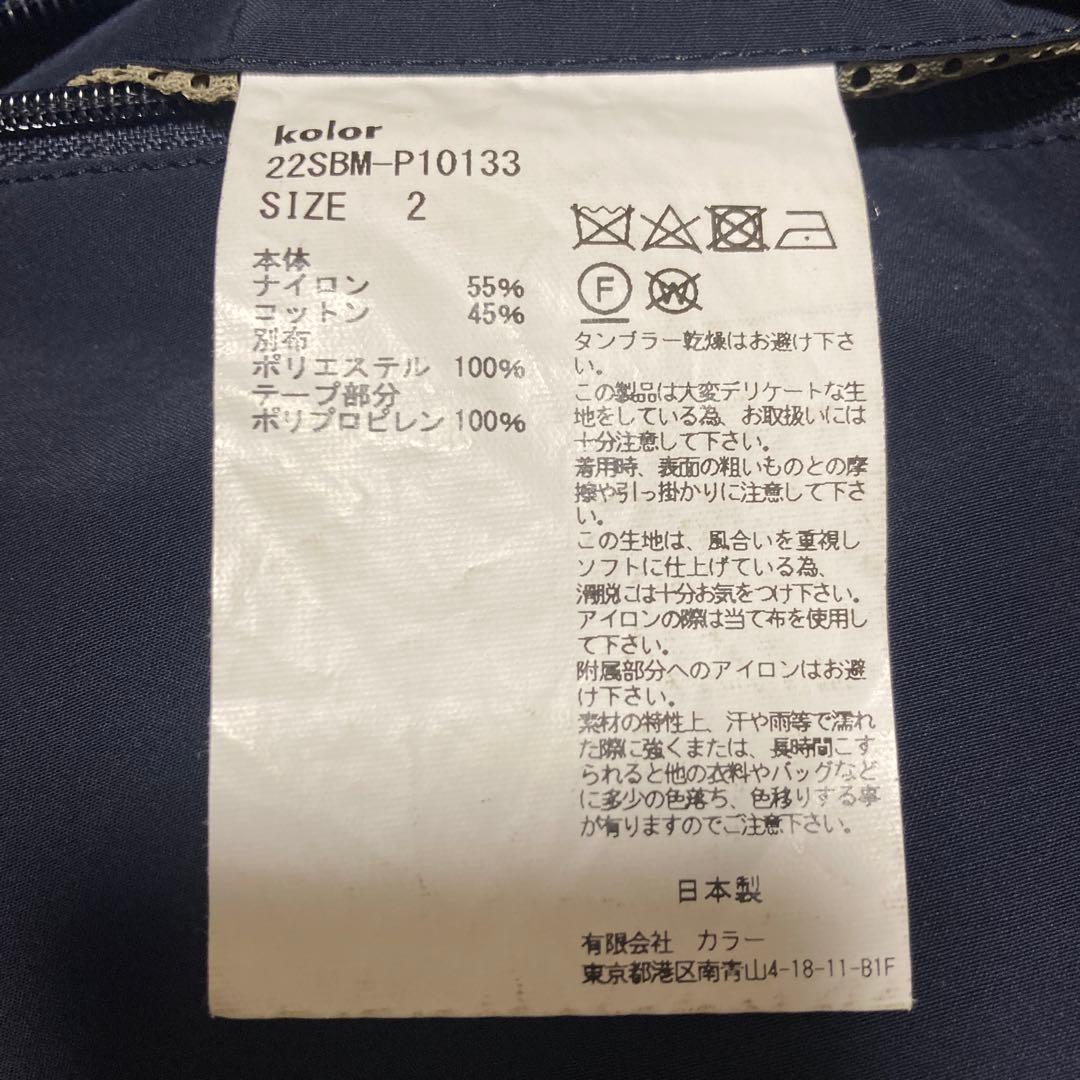 kolor
22SBM-P10133
SIZE 2
本体
ナイロン 55%
コットン 45%
別布
ポリエステル 100%
テープ部分
ポリプロピレン 100%
F
W
タンブラー乾燥はお避け下さ
い。
この製品は大変デリケートな生
地をしている為、お取扱いには
十分注意して下さい。
着用時、表面の粗いものとの摩
擦や引っ掛かりに注意して下さ
い。
この生地は、風合いを重視し
ソフトに仕上げている為、
滑脱には十分お気をつけ下さい。
アイロンの際は当て布を使用し
て下さい。
附属部分へのアイロンはお避
け下さい。
素材の特性上、汗や雨等で濡れ
た際に強くまたは、長時間こす
られると他の衣料やバッグなど
に多少の色落ち、色移りする事
が有りますのでご注意下さい。
日本製
有限会社 カラー
東京都港区南青山4-18-11-B1F